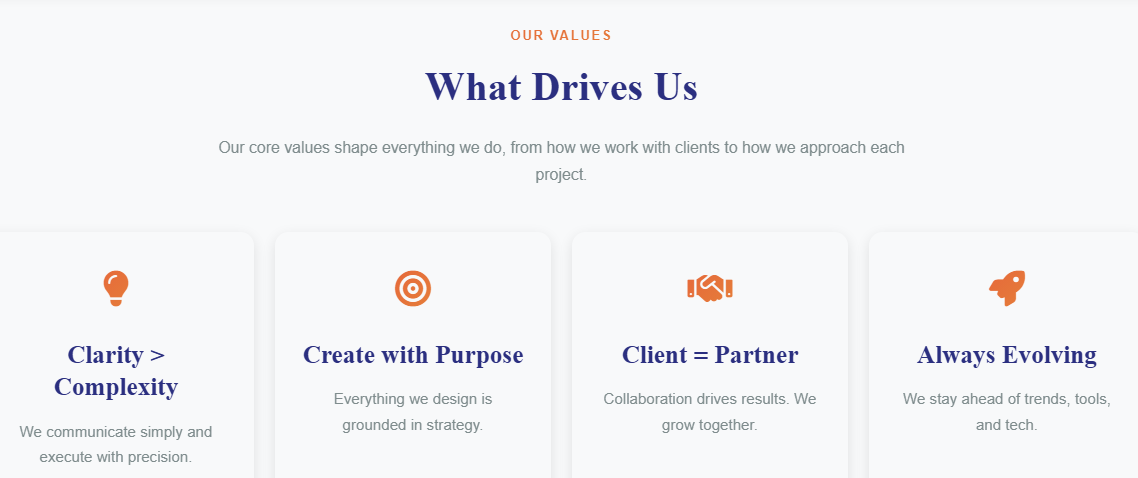 OUR VALUES
What Drives Us
Our core values shape everything we do, from how we work with clients to how we approach each
project.
Clarity >
Complexity
We communicate simply and
execute with precision.
Create with Purpose
Everything we design is
grounded in strategy.
Client = Partner
Collaboration drives results. We
grow together.
Always Evolving
We stay ahead of trends, tools,
and tech.